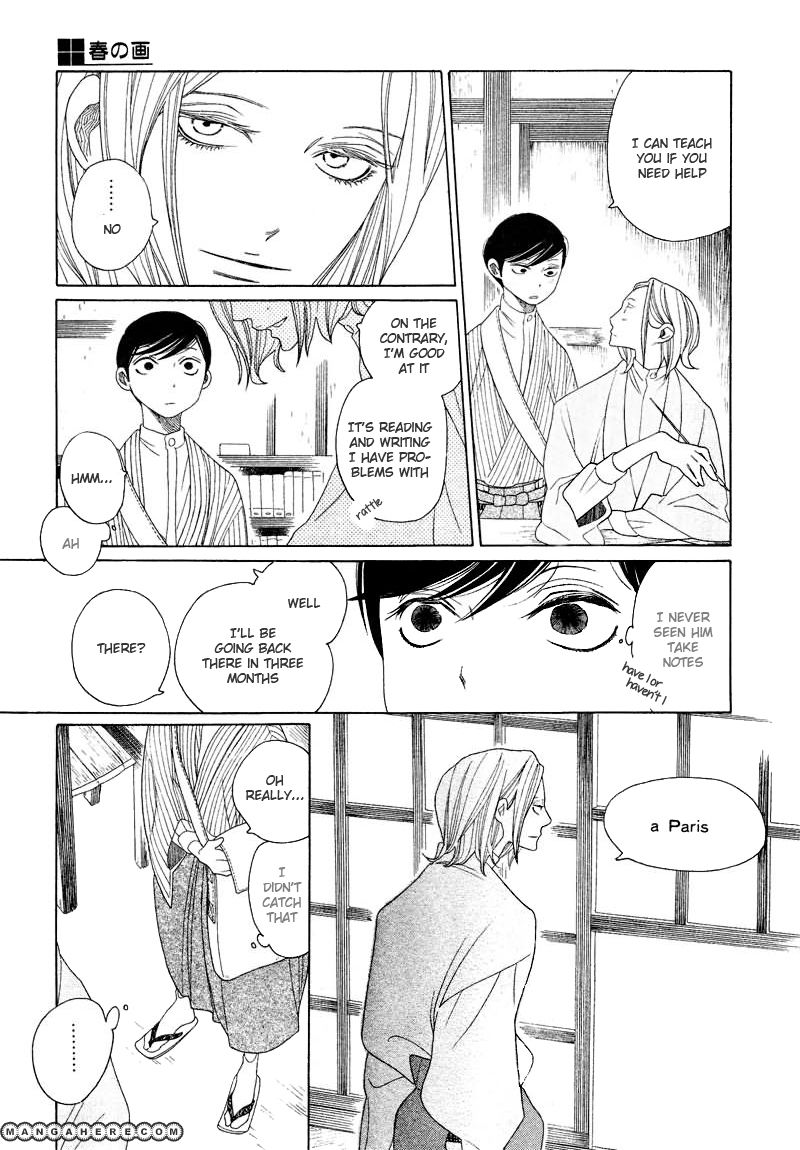 春の画
I CAN TEACH
YOU IF YOU
NEED HELP
........
NO
ON THE
CONTRARY,
I'M GOOD
AT IT
IT'S READING
AND WRITING
I HAVE PRO-
BLEMS WITH
rattle
HMM...
AH
I NEVER
SEEN HIM
TAKE
NOTES
have I or
haven't I
WELL
I'LL BE
GOING BACK
THERE IN THREE
MONTHS
THERE?
a Paris
OH
REALLY...
I
DIDN'T
CATCH
THAT
........
MANGAHERE.COM